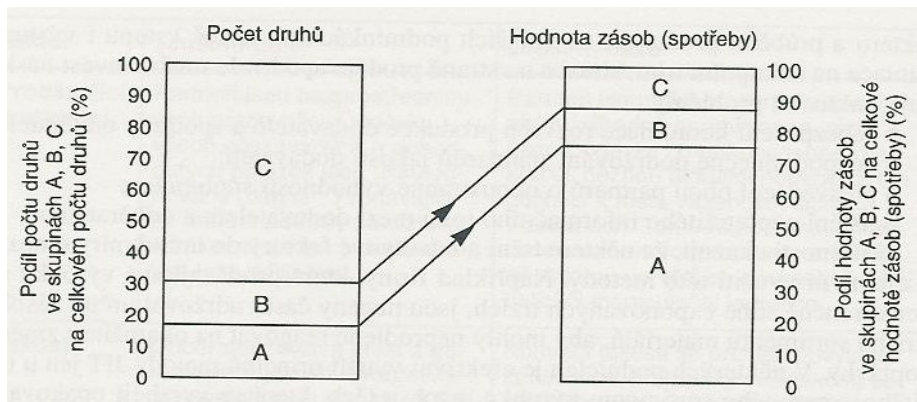 Počet druhů
Hodnota zásob (spotřeby)
Podíl počtu druhů
ve skupinách A, B, C
na celkovém počtu druhů (%)
100
90
80
70
60
50
40
30
20
10
0
C
B
A
C
B
A
100
90
80
70
60
50
40
30
20
10
0
Podíl hodnoty zásob
(spotřeby)
ve skupinách A, B, C na celkové
hodnotě zásob (spotřeby) (%)